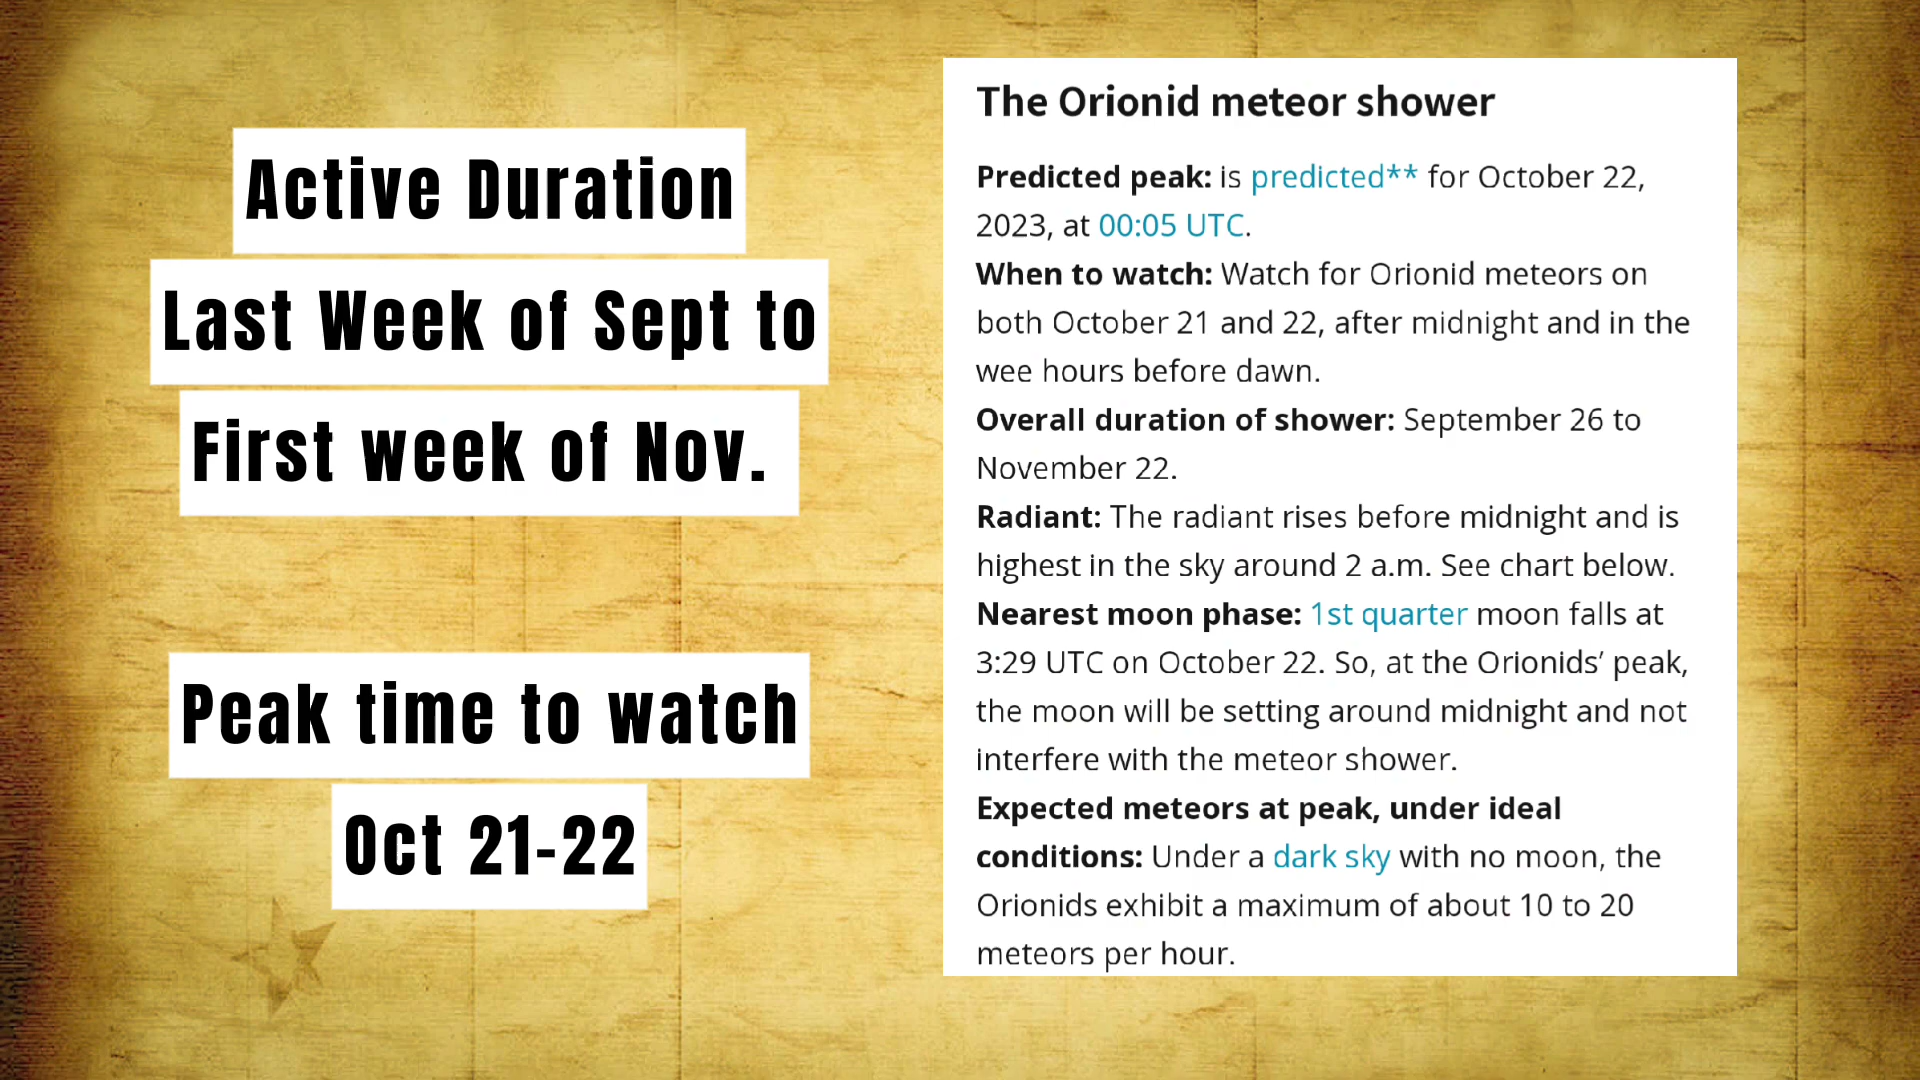 Active Duration
Last Week of Sept to
First week of Nov.
Peak time to watch
Oct 21-22
The Orionid meteor shower
Predicted peak: is predicted** for October 22,
2023, at 00:05 UTC.
When to watch: Watch for Orionid meteors on
both October 21 and 22, after midnight and in the
wee hours before dawn.
Overall duration of shower: September 26 to
November 22.
Radiant: The radiant rises before midnight and is
highest in the sky around 2 a.m. See chart below.
Nearest moon phase: 1st quarter moon falls at
3:29 UTC on October 22. So, at the Orionids’ peak,
the moon will be setting around midnight and not
interfere with the meteor shower.
Expected meteors at peak, under ideal
conditions: Under a dark sky with no moon, the
Orionids exhibit a maximum of about 10 to 20
meteors per hour.